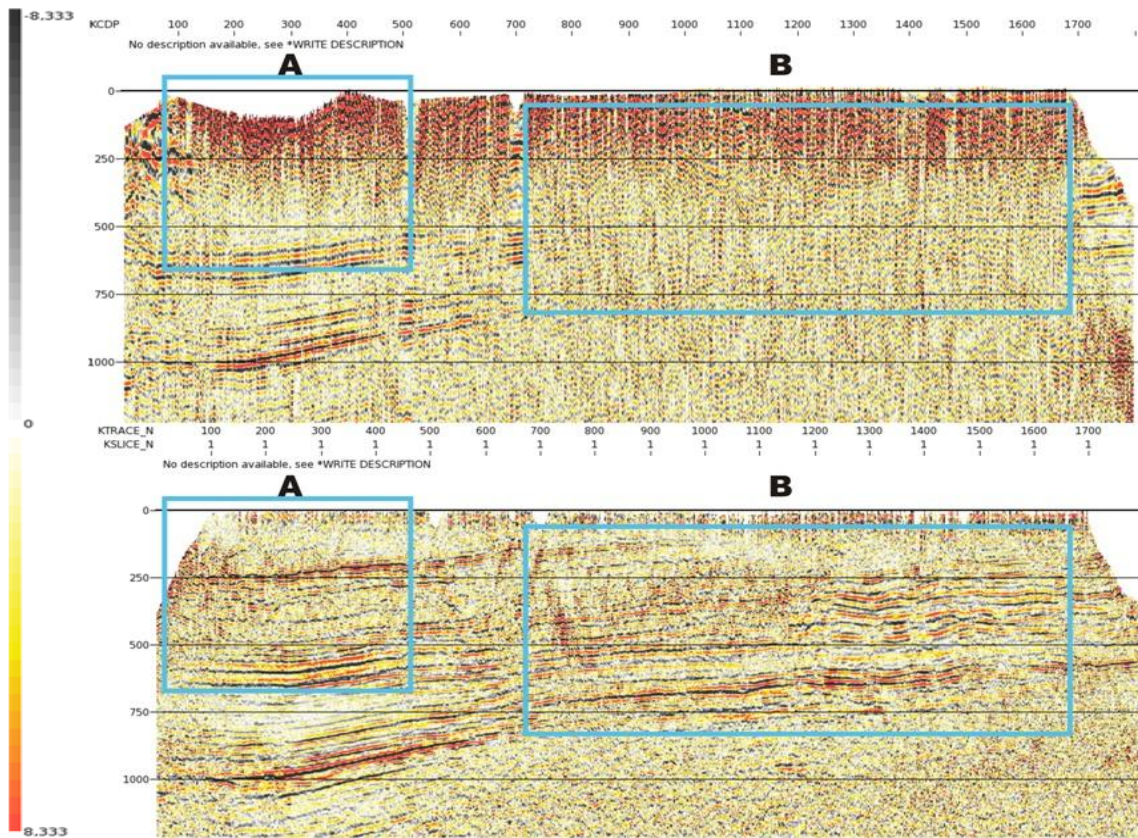 -8,333
0
8,333
KCDP 100 200 300 400 500 600 700 800 900 1000 1100 1200 1300 1400 1500 1600 1700
No description available, see *WRITE DESCRIPTION
A B
0
250
500
750
1000
KTRACE_N 100 200 300 400 500 600 700 800 900 1000 1100 1200 1300 1400 1500 1600 1700
KSLICE_N 1 1 1 1 1 1 1 1 1 1 1 1 1 1 1 1 1
No description available, see *WRITE DESCRIPTION
A B
0
250
500
750
1000